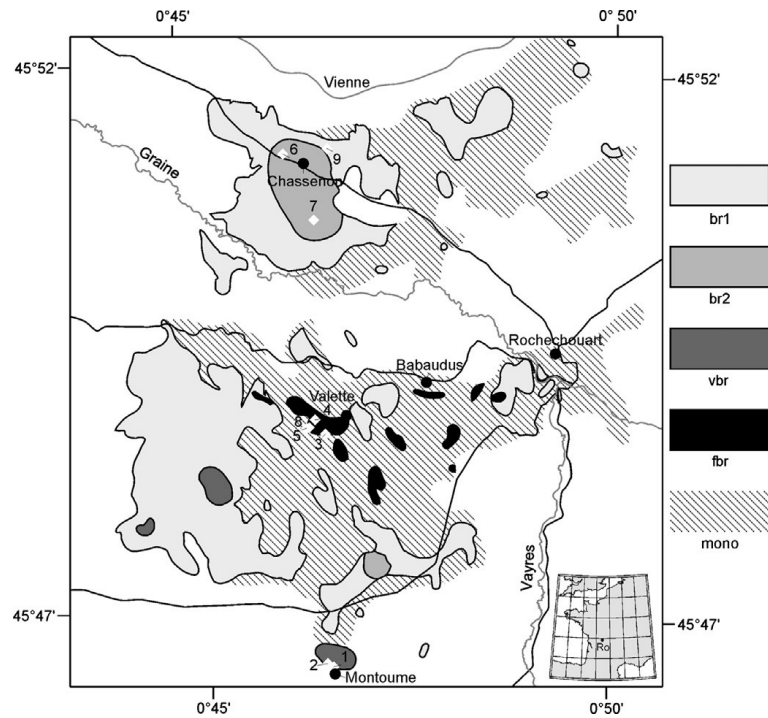 0°45'
0°50'
45°52'
45°52'
Vienne
Graine
6
9
Chassenon
7
br1
br2
Rochechouart
Babaudus
vbr
Valette
4
8
5
3
fbr
mono
Vayres
45°47'
45°47'
Ro
1
2
Montoume
0°45'
0°50'